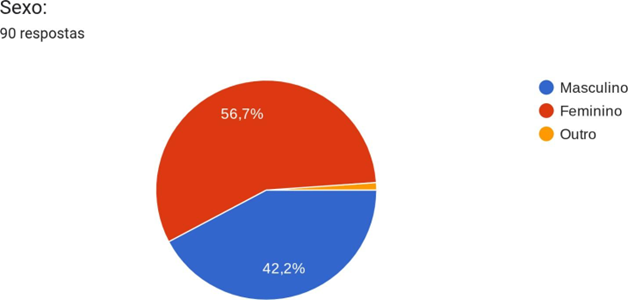 Sexo:
90 respostas
56,7%
42,2%
Masculino
Feminino
Outro